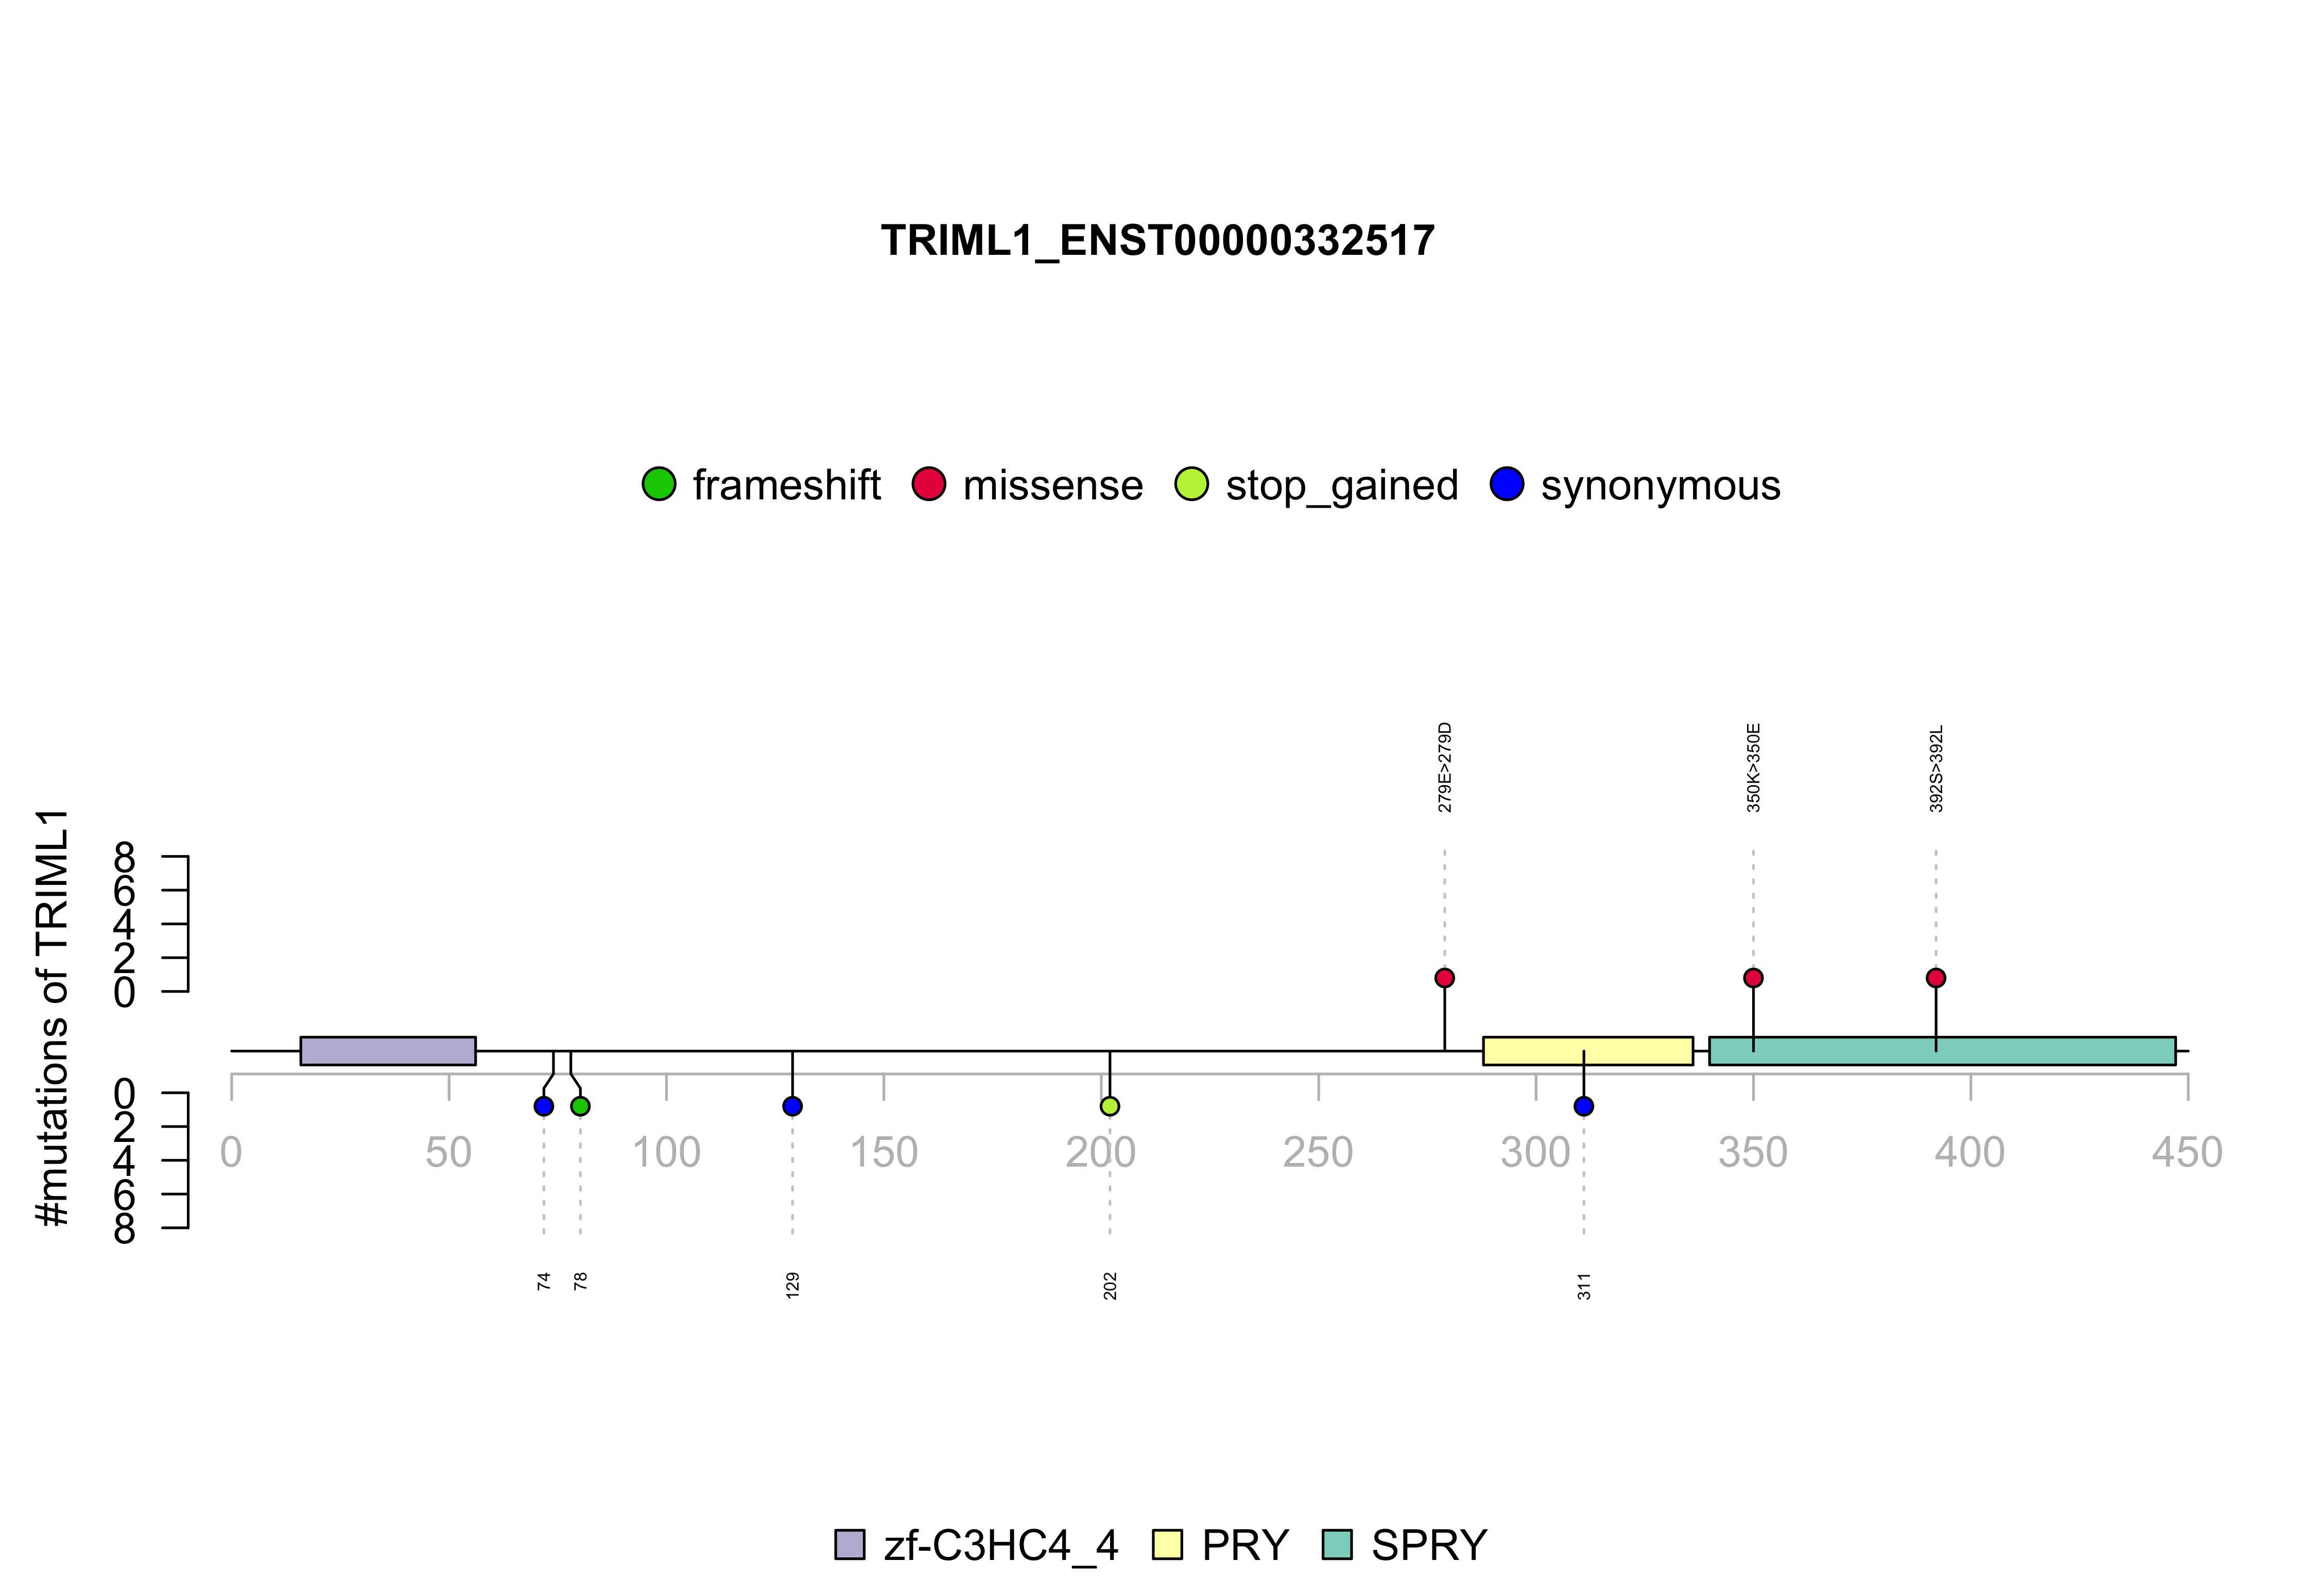 TRIML1_ENST00000332517
frameshift missense stop_gained synonymous
279E>279D 350K>350E 392S>392L
#mutations of TRIML1
8
6
4
2
0
0
2
4
6
8
0 50 100 150 200 250 300 350 400 450
74 78 129 202 311
zf-C3HC4_4 PRY SPRY